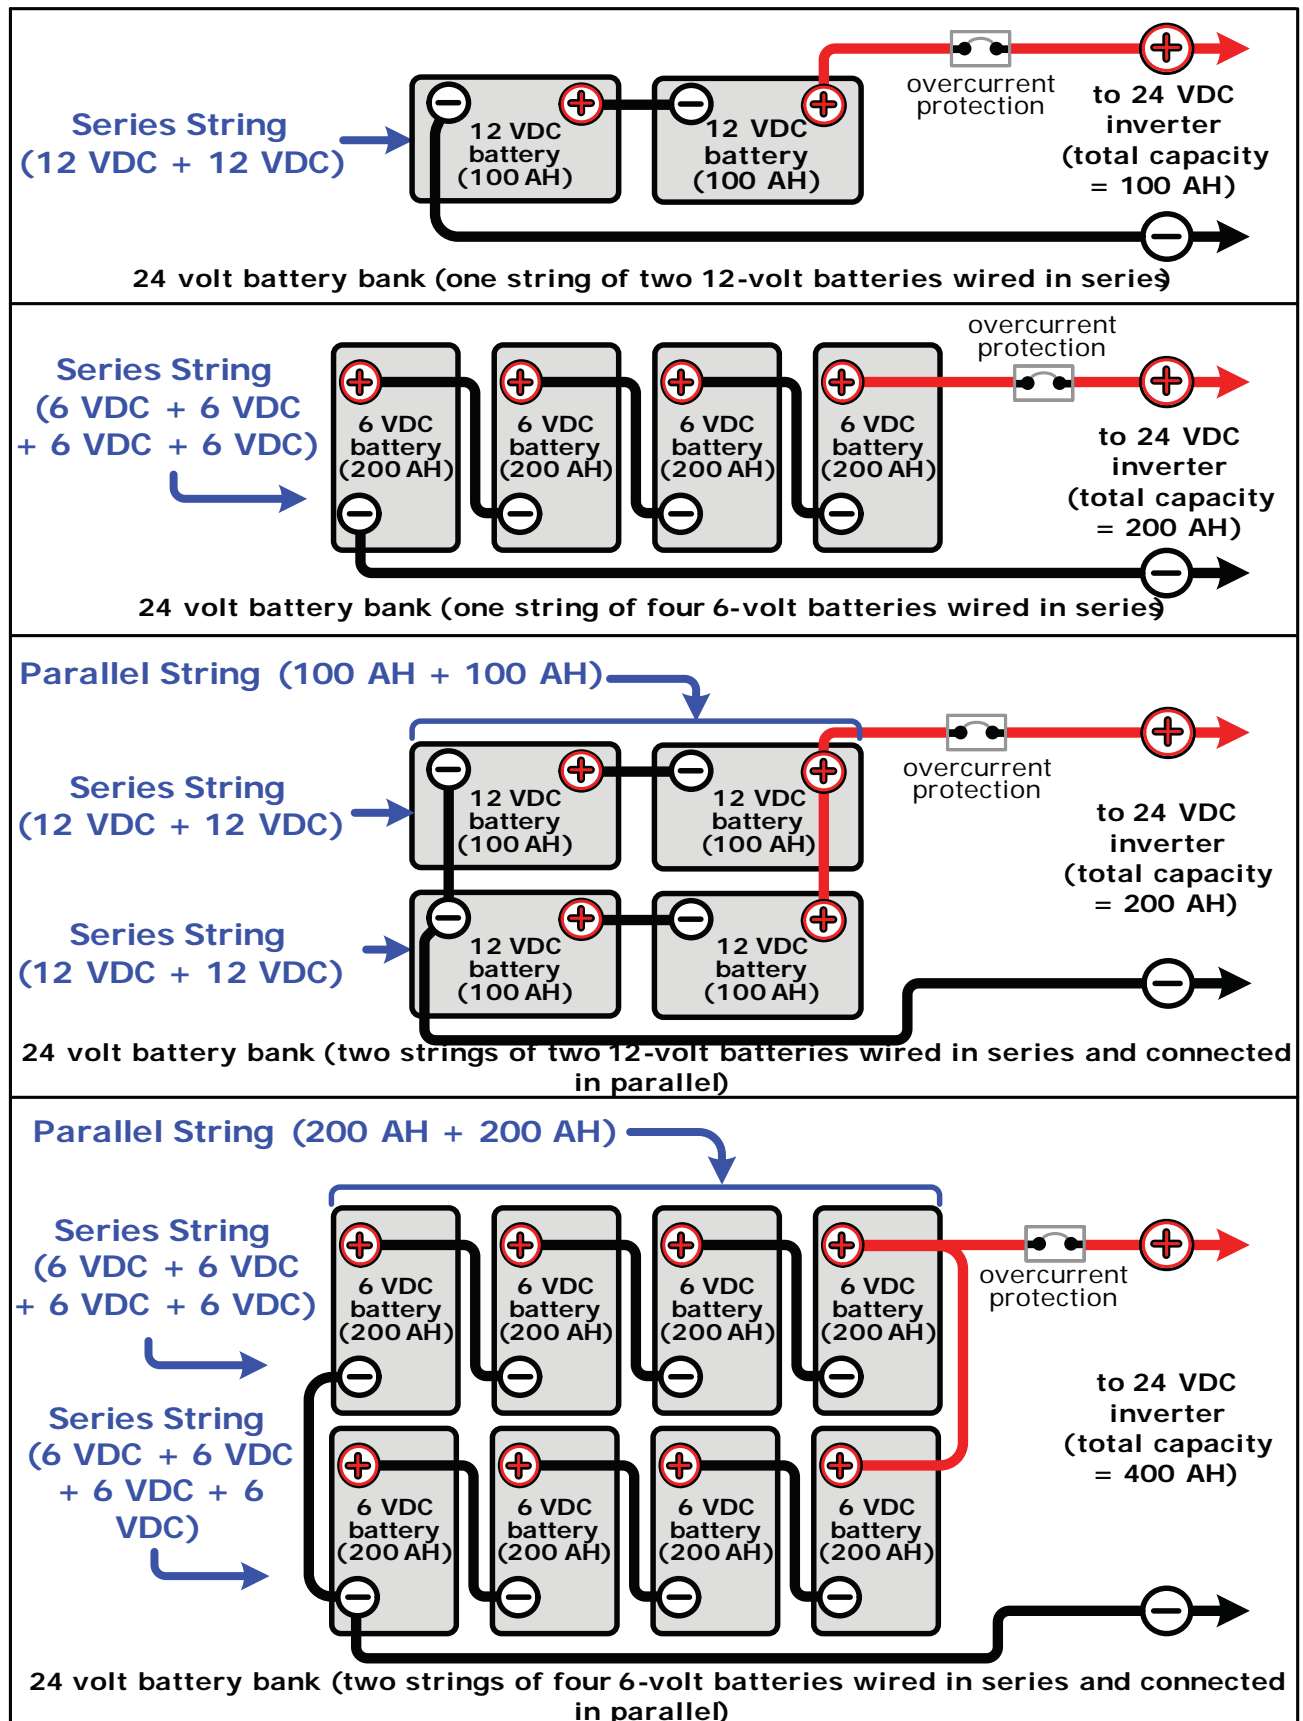 overcurrent
protection
Series String
(12 VDC + 12 VDC)
12 VDC
battery
(100 AH)
12 VDC
battery
(100 AH)
to 24 VDC
inverter
(total capacity
= 100 AH)
24 volt battery bank (one string of two 12-volt batteries wired in series)
overcurrent
protection
Series String
(6 VDC + 6 VDC
+ 6 VDC + 6 VDC)
6 VDC
battery
(200 AH)
6 VDC
battery
(200 AH)
6 VDC
battery
(200 AH)
6 VDC
battery
(200 AH)
to 24 VDC
inverter
(total capacity
= 200 AH)
24 volt battery bank (one string of four 6-volt batteries wired in series)
Parallel String (100 AH + 100 AH)
overcurrent
protection
Series String
(12 VDC + 12 VDC)
12 VDC
battery
(100 AH)
12 VDC
battery
(100 AH)
to 24 VDC
inverter
(total capacity
= 200 AH)
Series String
(12 VDC + 12 VDC)
12 VDC
battery
(100 AH)
12 VDC
battery
(100 AH)
24 volt battery bank (two strings of two 12-volt batteries wired in series and connected
in parallel)
Parallel String (200 AH + 200 AH)
Series String
(6 VDC + 6 VDC
+ 6 VDC + 6 VDC)
6 VDC
battery
(200 AH)
6 VDC
battery
(200 AH)
6 VDC
battery
(200 AH)
6 VDC
battery
(200 AH)
overcurrent
protection
to 24 VDC
inverter
(total capacity
= 400 AH)
Series String
(6 VDC + 6 VDC
+ 6 VDC + 6
VDC)
6 VDC
battery
(200 AH)
6 VDC
battery
(200 AH)
6 VDC
battery
(200 AH)
6 VDC
battery
(200 AH)
24 volt battery bank (two strings of four 6-volt batteries wired in series and connected
in parallel)